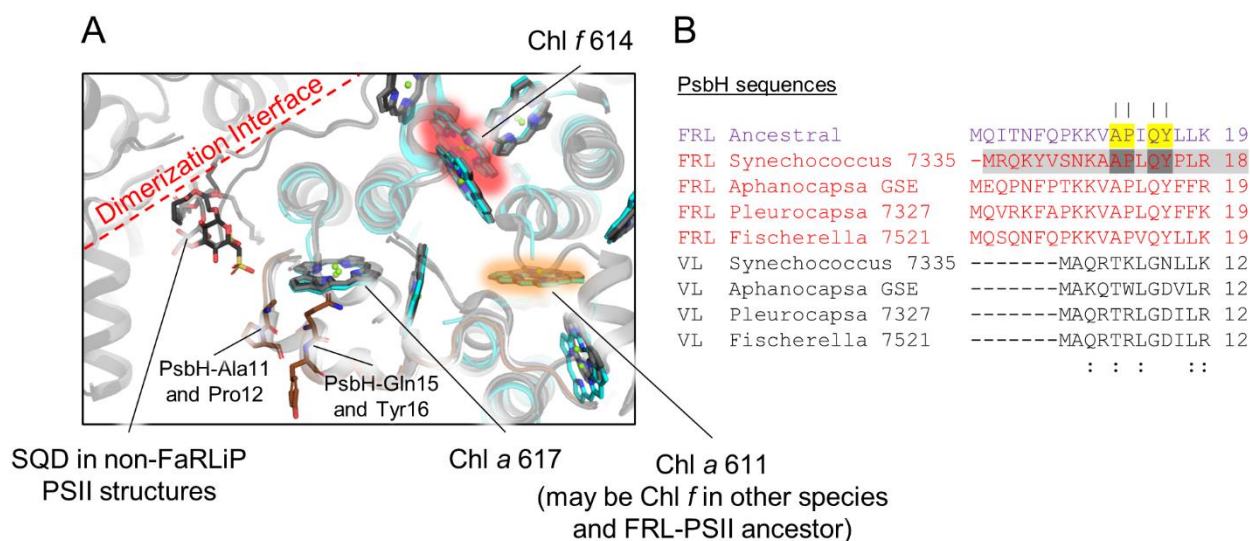 A
Chl f 614
Dimerization Interface
PsbH-Ala11
and Pro12
PsbH-Gln15
and Tyr16
SQD in non-FaRLiP
PSII structures
Chl a 617
Chl a 611
(may be Chl f in other species
and FRL-PSII ancestor)
B
PsbH sequences
|| ||
FRL Ancestral MQITNFQPKKVAPIQYLLK 19
FRL Synechococcus 7335 –MRQKYVSNKAAPLQYPLR 18
FRL Aphanocapsa GSE MEQPNFPTKKVAPLQYFFR 19
FRL Pleurocapsa 7327 MQVRKFAPKKVAPLQYFFK 19
FRL Fischerella 7521 MQSQNFQPKKVAPVQYLLK 19
VL Synechococcus 7335 -------MAQRTKLGNLLK 12
VL Aphanocapsa GSE -------MAKQTWLGDVLR 12
VL Pleurocapsa 7327 -------MAQRTRLGDILK 12
VL Fischerella 7521 -------MAQRTRLGDILR 12
: : : ::